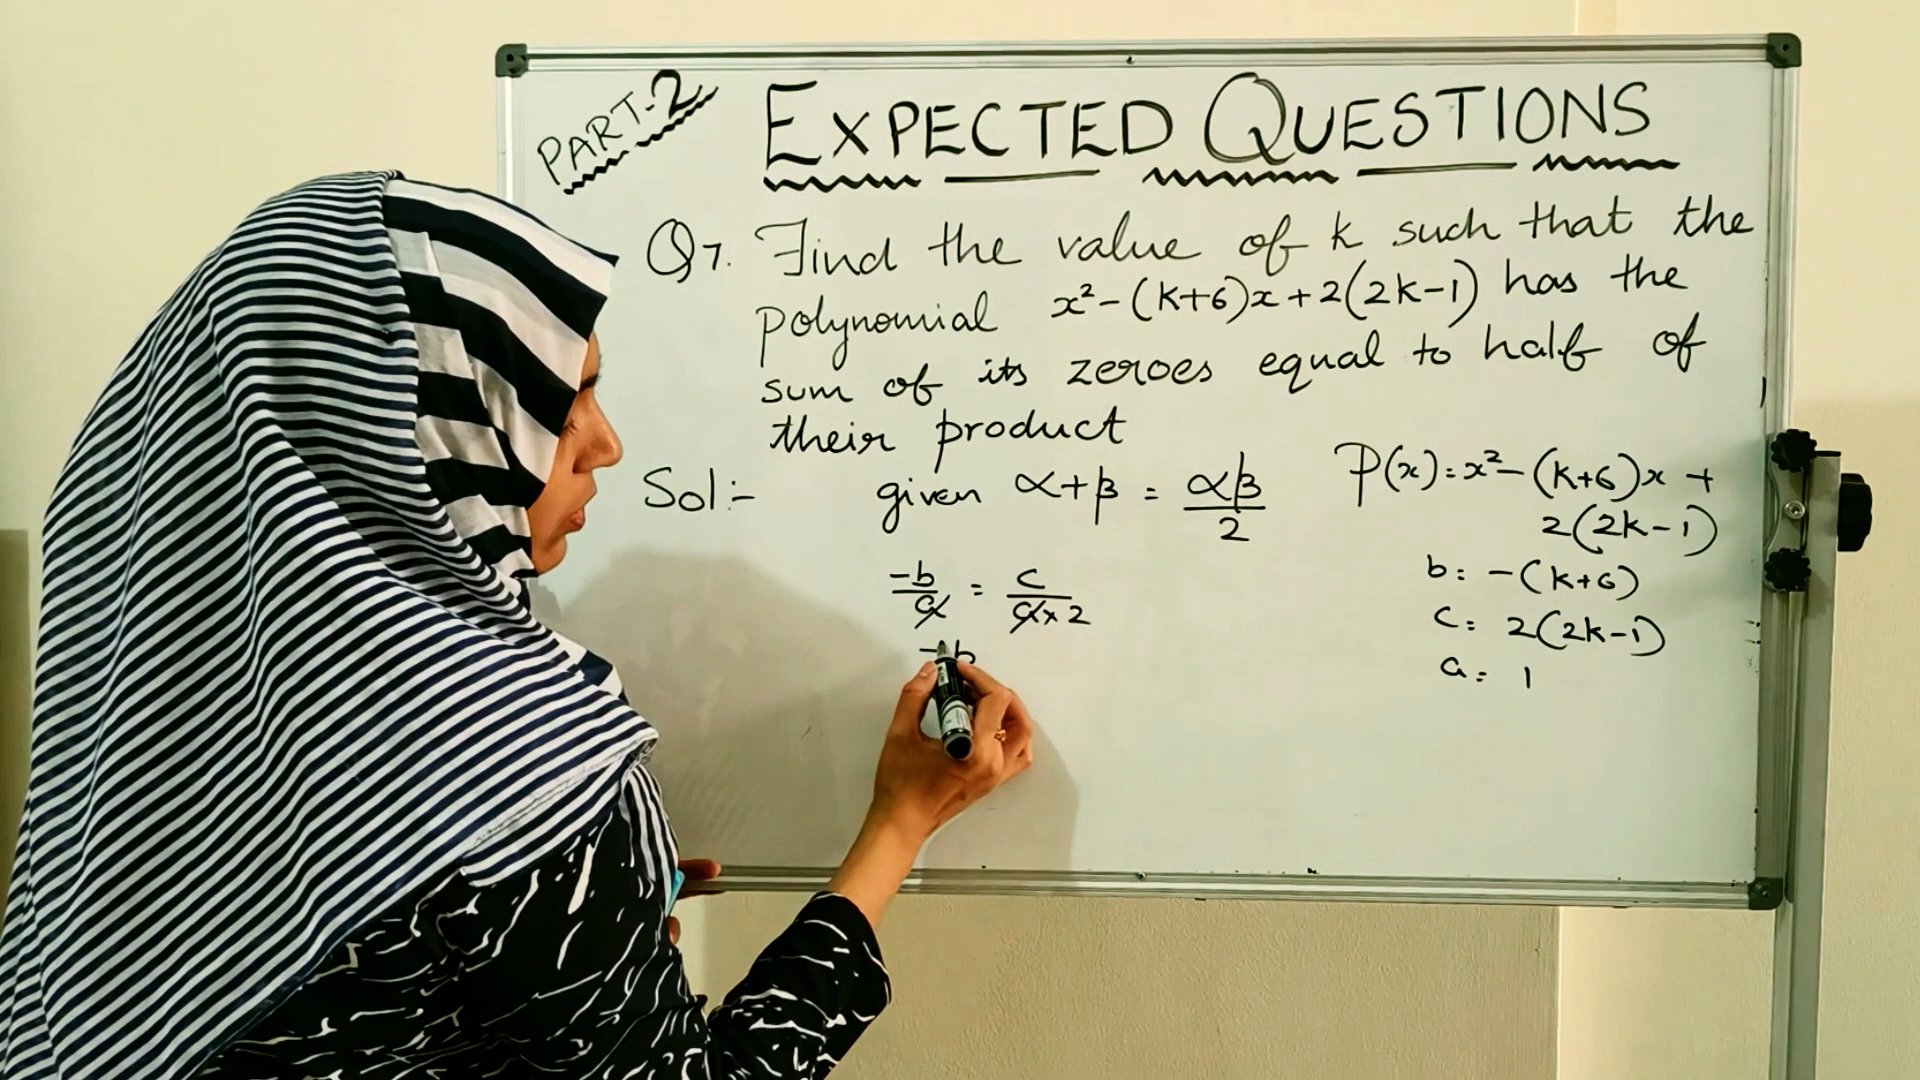 PART-2
EXPECTED QUESTIONS
Q7. Find the value of k such that the
polynomial x²-(k+6)x+2(2k-1) has the
sum of its zeroes equal to half of
their product
Sol:- given α+β = αβ/2
-b/a = c/a×2
-b
P(x)=x²-(k+6)x+
2(2k-1)
b= -(k+6)
c= 2(2k-1)
a= 1